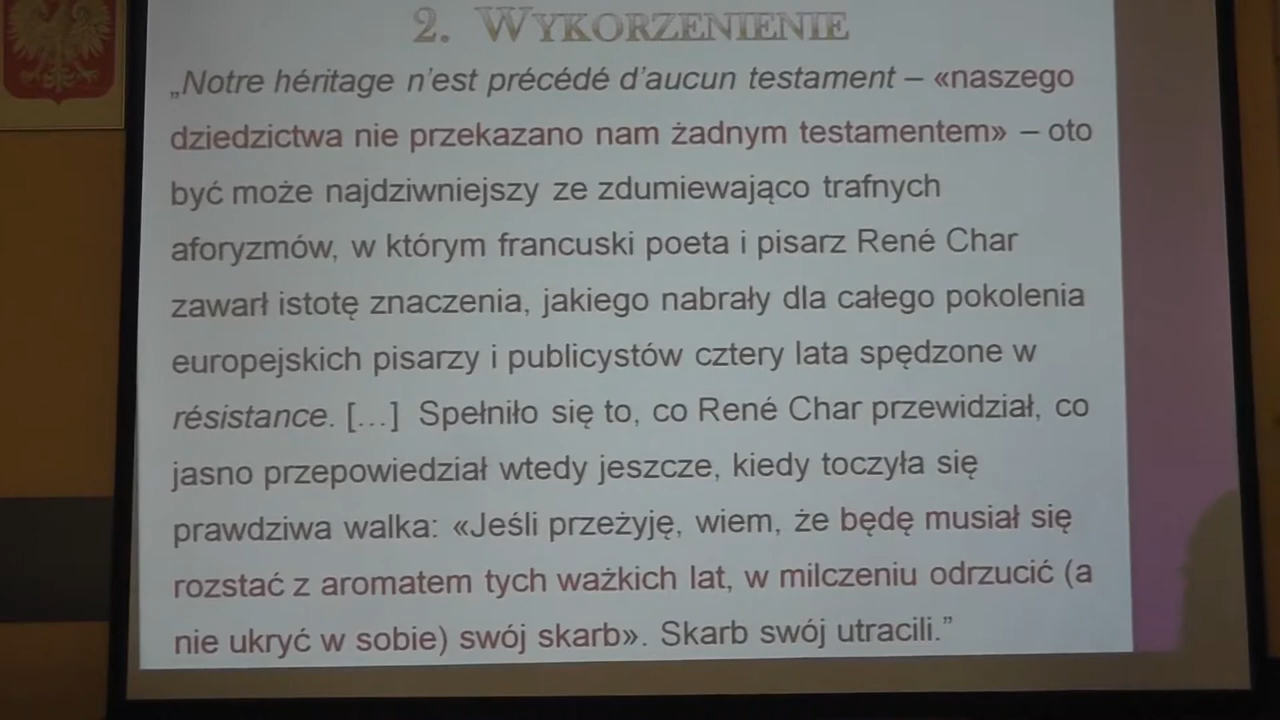 2. WYKORZENIENIE
„Notre héritage n'est précédé d'aucun testament – «naszego
dziedzictwa nie przekazano nam żadnym testamentem» – oto
być może najdziwniejszy ze zdumiewająco trafnych
aforyzmów, w którym francuski poeta i pisarz René Char
zawarł istotę znaczenia, jakiego nabrały dla całego pokolenia
europejskich pisarzy i publicystów cztery lata spędzone w
résistance. […] Spełniło się to, co René Char przewidział, co
jasno przepowiedział wtedy jeszcze, kiedy toczyła się
prawdziwa walka: «Jeśli przeżyję, wiem, że będę musiał się
rozstać z aromatem tych ważkich lat, w milczeniu odrzucić (a
nie ukryć w sobie) swój skarb». Skarb swój utracili.”